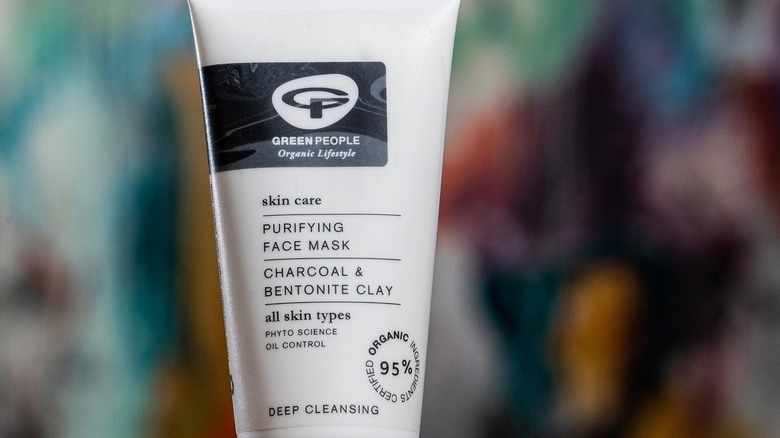 GP
GREEN PEOPLE
Organic Lifestyle
skin care
PURIFYING
FACE MASK
CHARCOAL &
BENTONITE CLAY
all skin types
PHYTO SCIENCE
OIL CONTROL
95%
ORGANIC INGREDIENTS CERTIFIED
DEEP CLEANSING